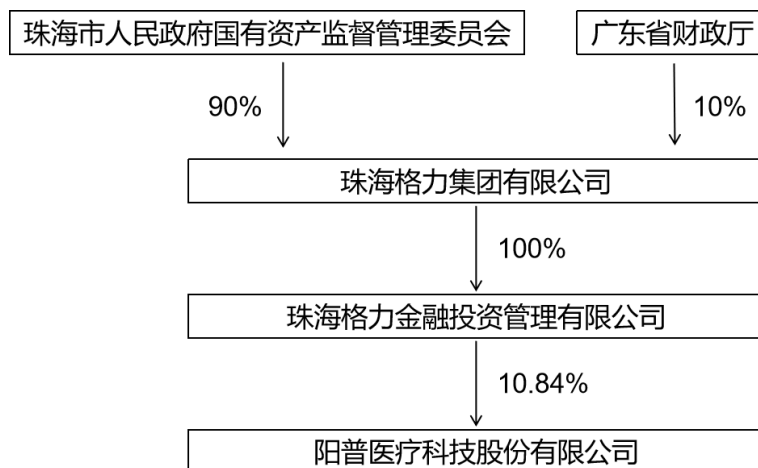 珠海市人民政府国有资产监督管理委员会
广东省财政厅
90%
10%
珠海格力集团有限公司
100%
珠海格力金融投资管理有限公司
10.84%
阳普医疗科技股份有限公司